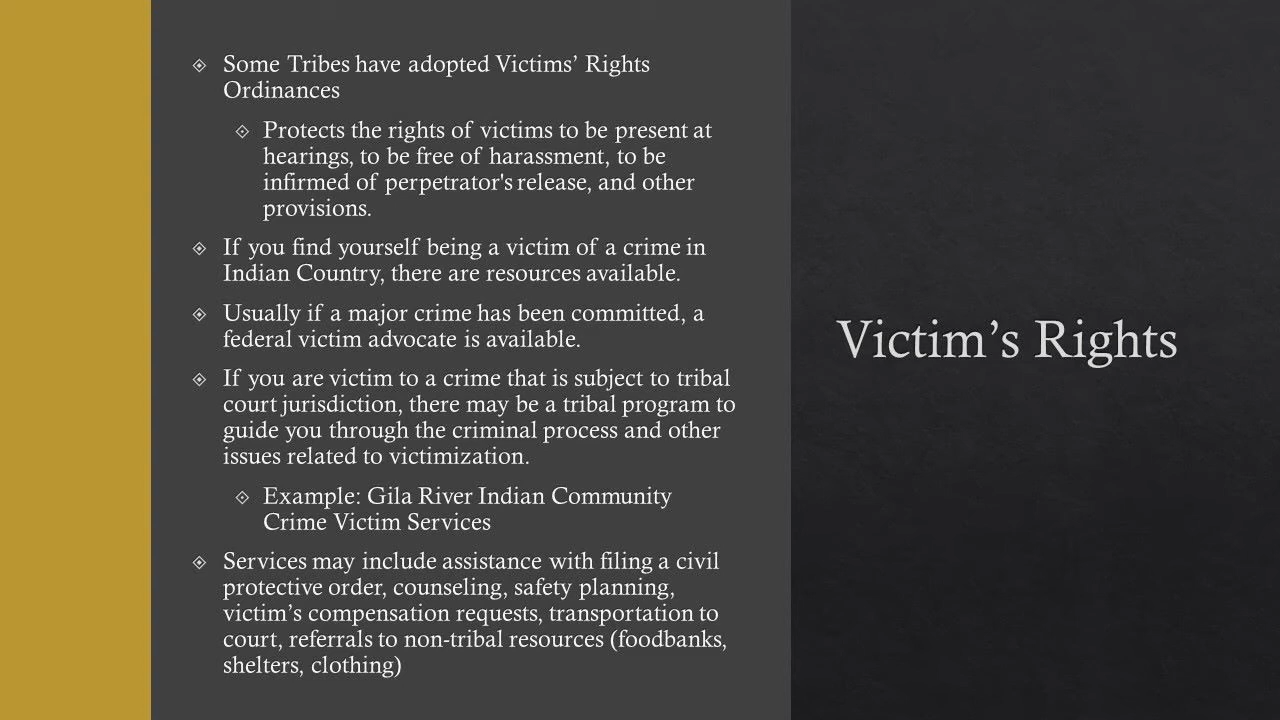 Some Tribes have adopted Victims’ Rights
Ordinances
Protects the rights of victims to be present at
hearings, to be free of harassment, to be
infirmed of perpetrator's release, and other
provisions.
If you find yourself being a victim of a crime in
Indian Country, there are resources available.
Usually if a major crime has been committed, a
federal victim advocate is available.
If you are victim to a crime that is subject to tribal
court jurisdiction, there may be a tribal program to
guide you through the criminal process and other
issues related to victimization.
Example: Gila River Indian Community
Crime Victim Services
Services may include assistance with filing a civil
protective order, counseling, safety planning,
victim’s compensation requests, transportation to
court, referrals to non-tribal resources (foodbanks,
shelters, clothing)
Victim’s Rights